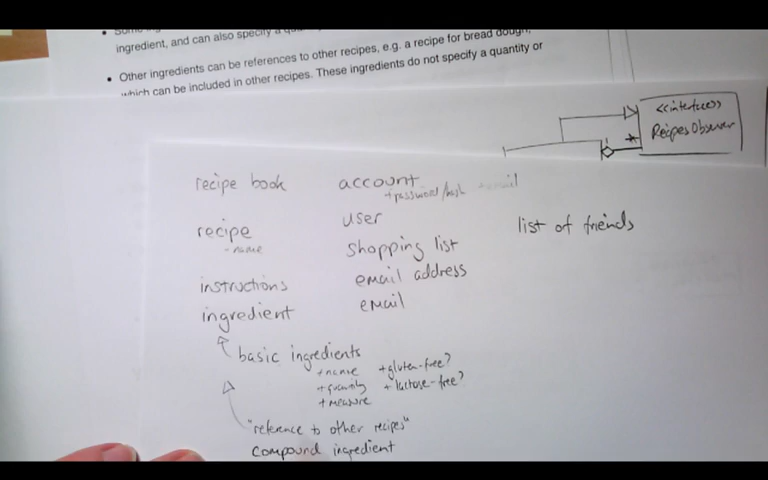 ingredient, and can also specify a
• Other ingredients can be references to other recipes, e.g. a recipe for bread dough,
which can be included in other recipes. These ingredients do not specify a quantity or
<<interface>>
RecipesObserver
*
recipe book
account
+password/hash +email
recipe
- name
user
list of friends
shopping list
instructions
email address
ingredient
email
basic ingredients
+name +gluten-free?
+quantity +lactose-free?
+measure
"reference to other recipes"
compound ingredient